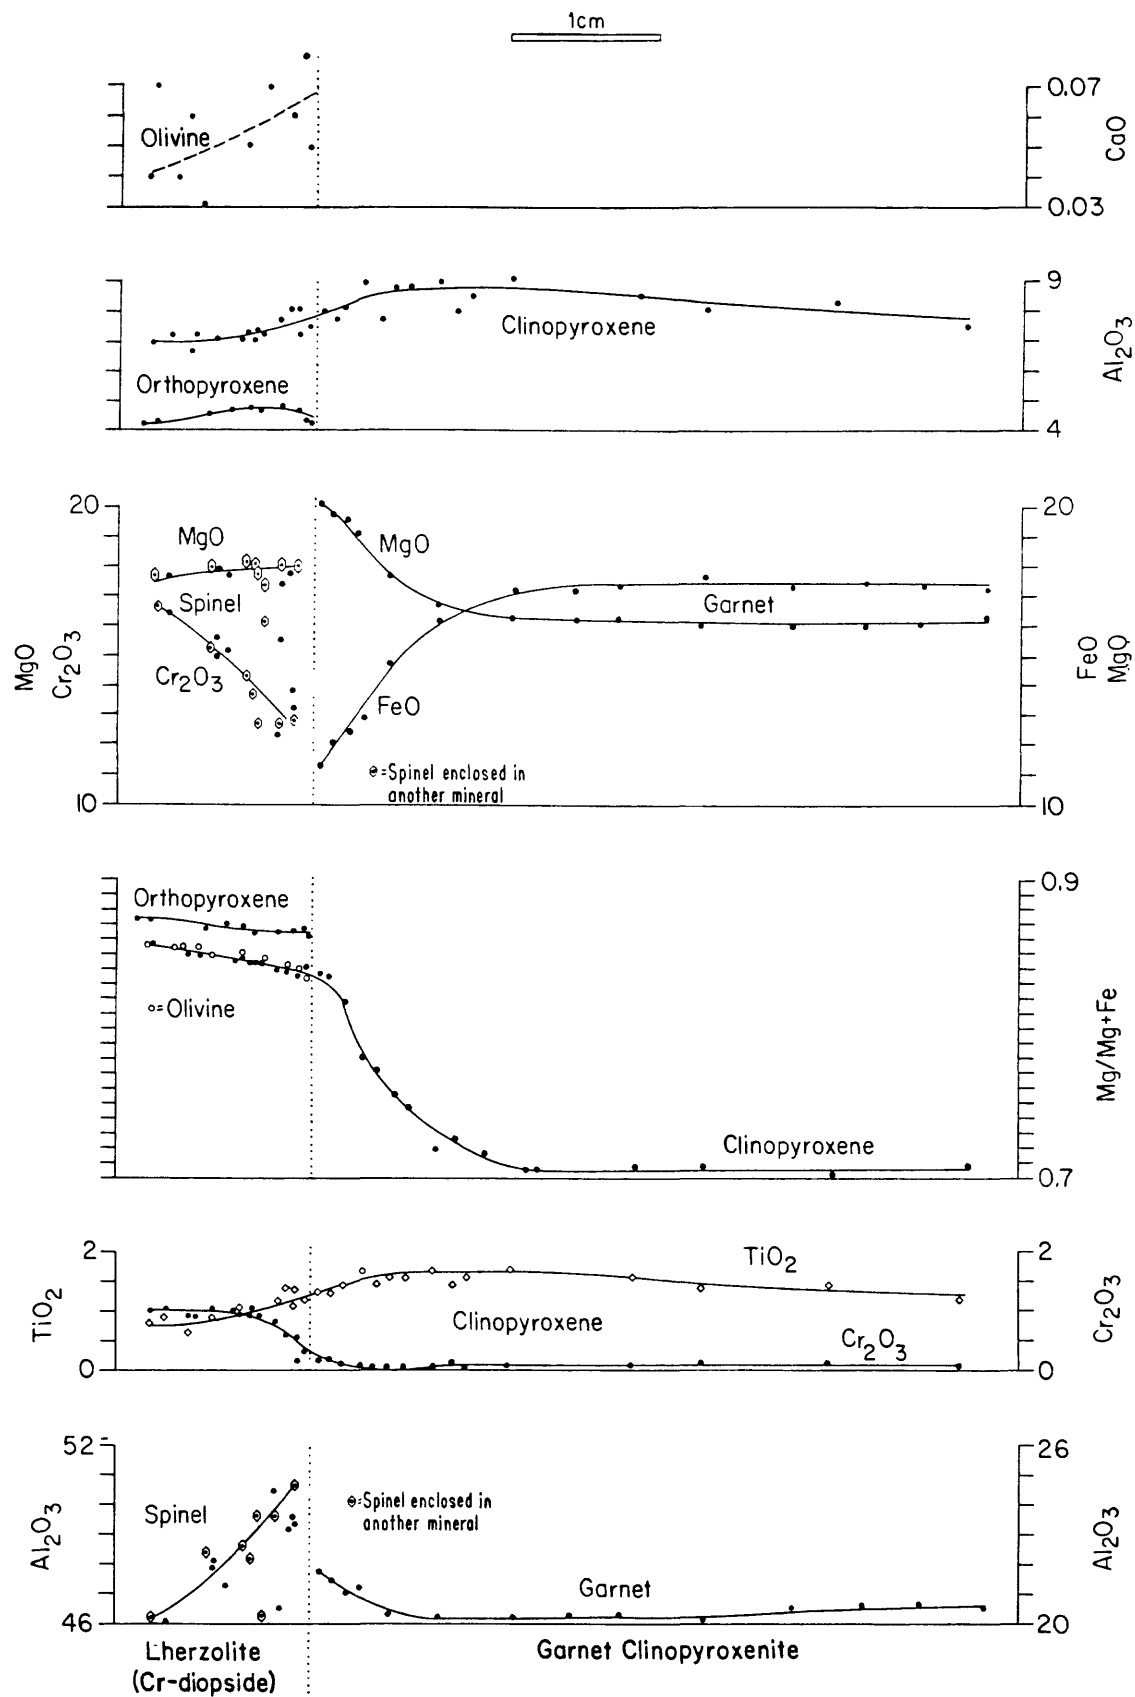 1cm
Olivine
0.07
0.03
CaO
Clinopyroxene
Orthopyroxene
9
4
Al2O3
20
10
MgO
Cr2O3
MgO
Spinel
Cr2O3
MgO
FeO
Garnet
=Spinel enclosed in
another mineral
20
10
FeO
MgO
Orthopyroxene
o=Olivine
Clinopyroxene
0.9
0.7
Mg/Mg+Fe
2
0
TiO2
TiO2
Clinopyroxene
Cr2O3
2
0
Cr2O3
52
46
Al2O3
Spinel
=Spinel enclosed in
another mineral
Garnet
26
20
Al2O3
Lherzolite
(Cr-diopside)
Garnet Clinopyroxenite